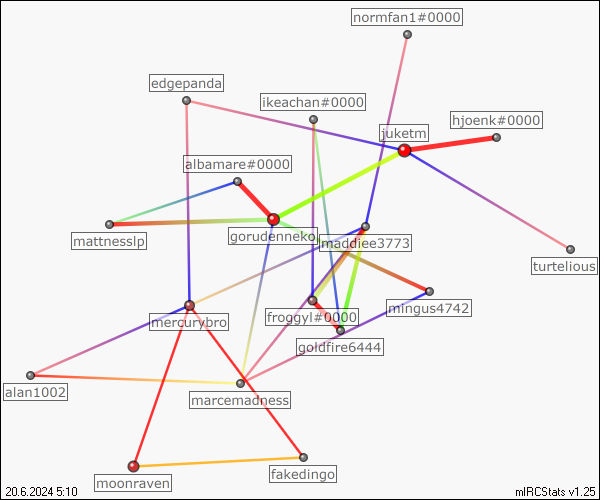 normfan1#0000
edgepanda
ikeachan#0000
hjoenk#0000
juketm
albamare#0000
gorudenneko
maddiee3773
mattnesslp
turtelious
mingus4742
froggyl#0000
mercurybro
goldfire6444
alan1002
marcemadness
fakedingo
moonraven
20.6.2024 5:10
mIRCStats v1.25